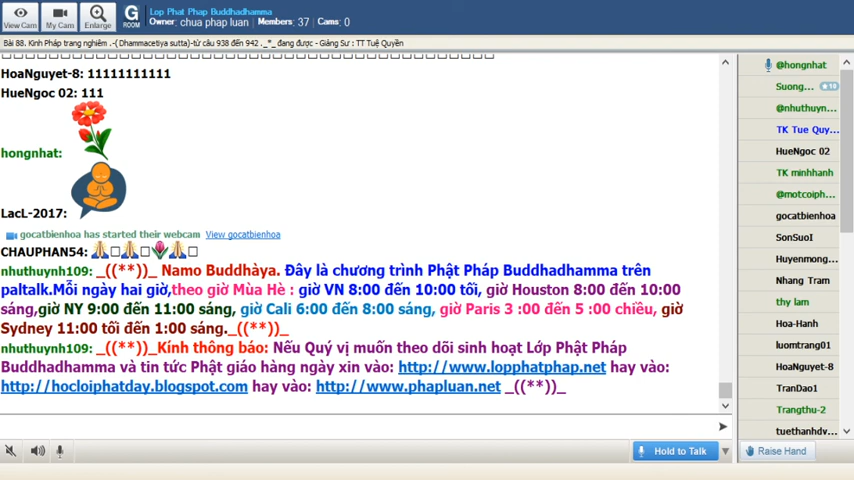 View Cam
My Cam
Enlarge
G
ROOM
Lop Phat Phap Buddhadhamma
Owner: chua phap luan / Members: 37 / Cams: 0
Bài 88. Kinh Pháp trang nghiêm .-(Dhammacetiya sutta)-từ câu 938 đến 942 ._*_ đang được - Giảng Sư : TT Tuệ Quyền
HoaNguyet-8: 11111111111
HueNgoc 02: 111
hongnhat:
LacL-2017:
gocatbienhoa has started their webcam View gocatbienhoa
CHAUPHAN54:
nhuthuynh109: _((**))_ Namo Buddhàya. Đây là chương trình Phật Pháp Buddhadhamma trên
paltalk.Mỗi ngày hai giờ,theo giờ Mùa Hè : giờ VN 8:00 đến 10:00 tối, giờ Houston 8:00 đến 10:00
sáng,giờ NY 9:00 đến 11:00 sáng, giờ Cali 6:00 đến 8:00 sáng, giờ Paris 3 :00 đến 5 :00 chiều, giờ
Sydney 11:00 tối đến 1:00 sáng._((**))_
nhuthuynh109: _((**))_Kính thông báo: Nếu Quý vị muốn theo dõi sinh hoạt Lớp Phật Pháp
Buddhadhamma và tin tức Phật giáo hàng ngày xin vào: http://www.lopphatphap.net hay vào:
http://hocloiphatday.blogspot.com hay vào: http://www.phapluan.net _((**))_
Hold to Talk
@hongnhat
Suong... +10
@nhuthuyn...
TK Tue Quy...
HueNgoc 02
TK minhhanh
@motcoiph...
gocatbienhoa
SonSuoI
Huyenmong...
Nhang Tram
thy lam
Hoa-Hanh
luomtrang01
HoaNguyet-8
TranDao1
Trangthu-2
tuethanhdv...
Raise Hand